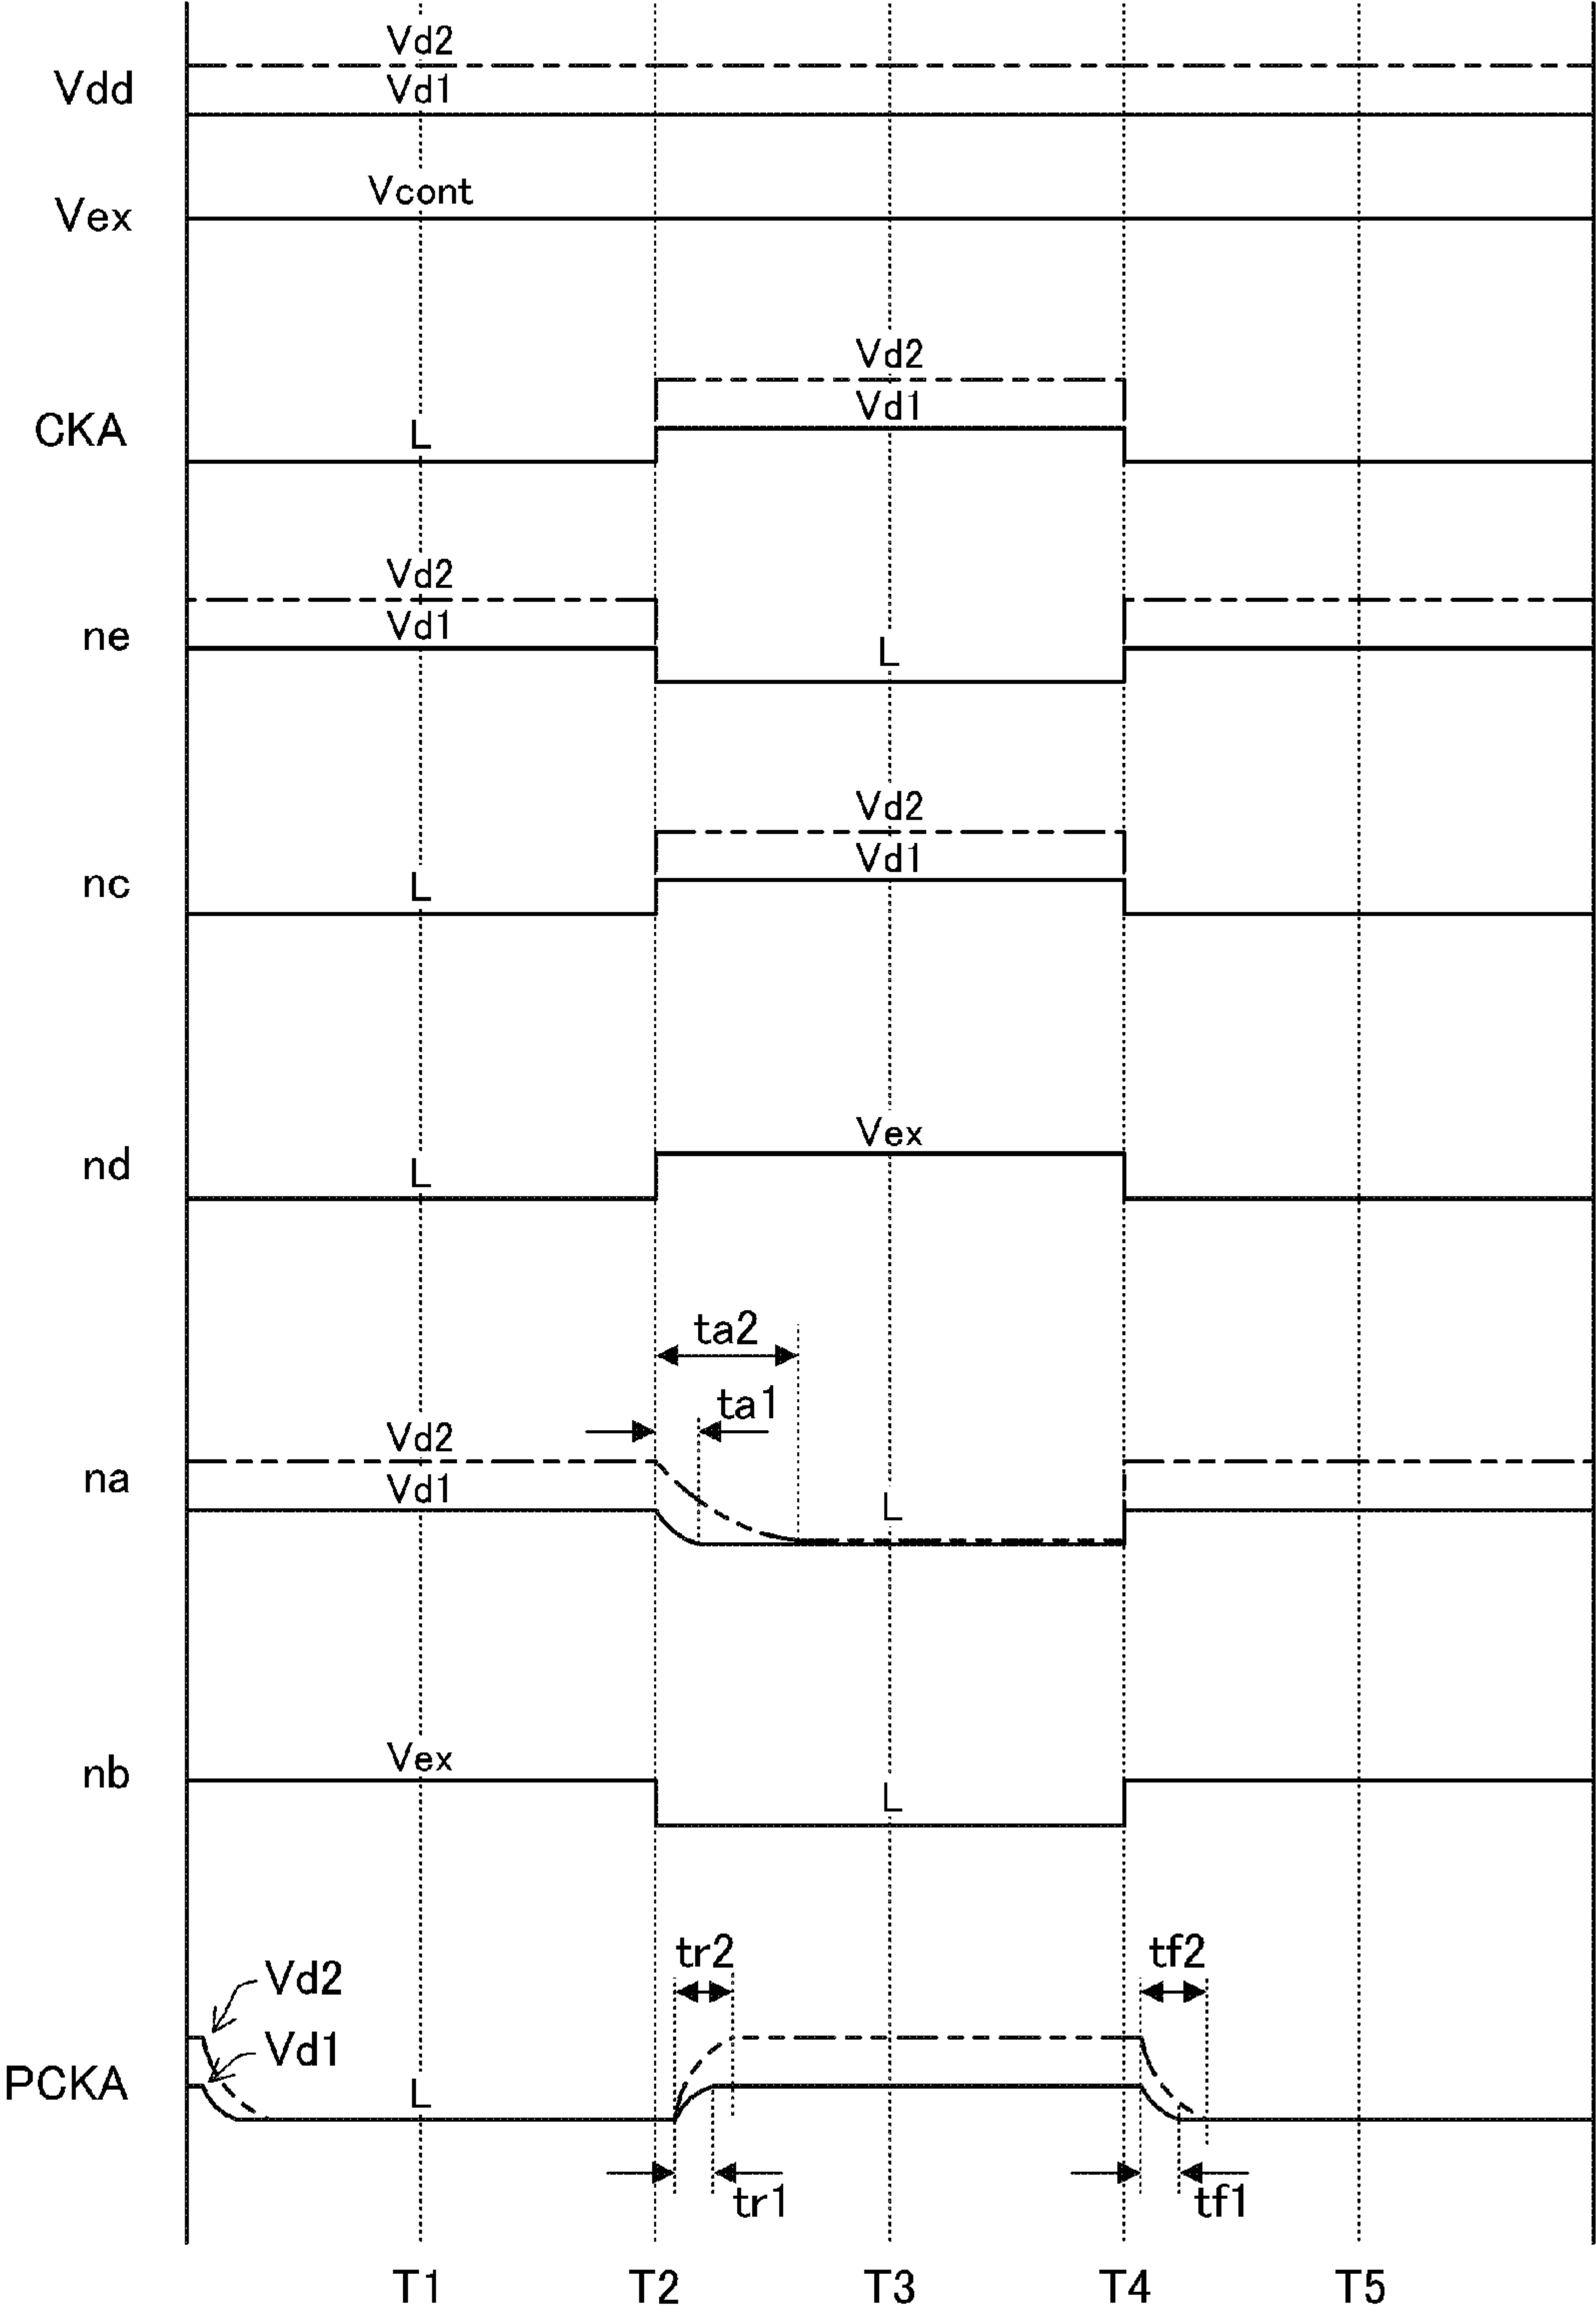 Vd2
Vdd
Vd1
Vcont
Vex
Vd2
Vd1
CKA
L
Vd2
Vd1
ne
L
Vd2
Vd1
nc
L
Vex
nd
L
ta2
ta1
Vd2
na
Vd1
L
Vex
nb
L
tr2
tf2
Vd2
Vd1
PCKA
L
tr1
tf1
T1 T2 T3 T4 T5